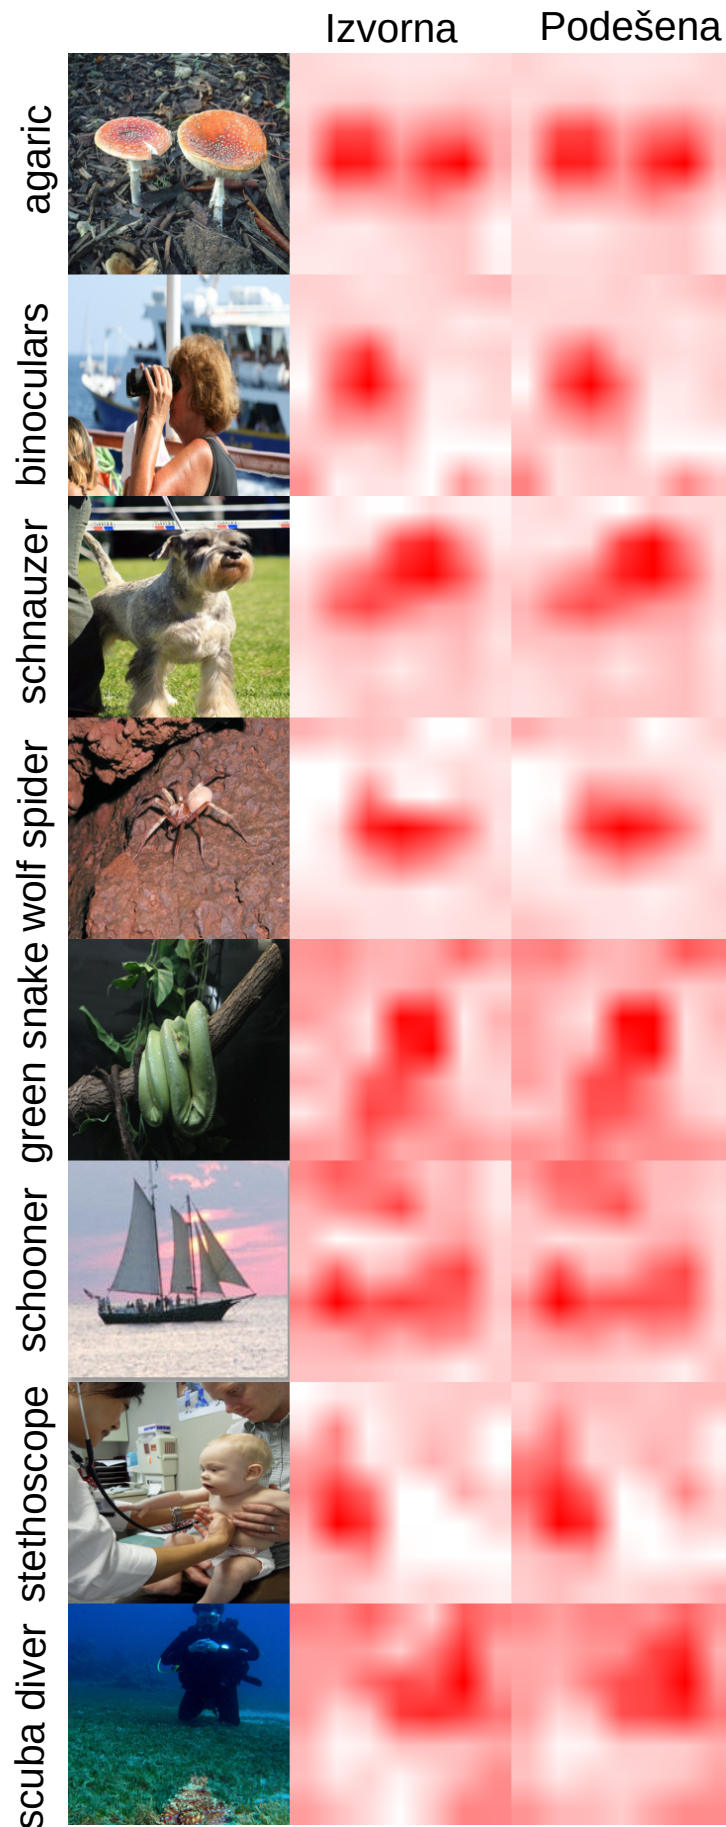 Izvorna
Podešena
agaric
binoculars
schnauzer
wolf spider
green snake
schooner
stethoscope
scuba diver